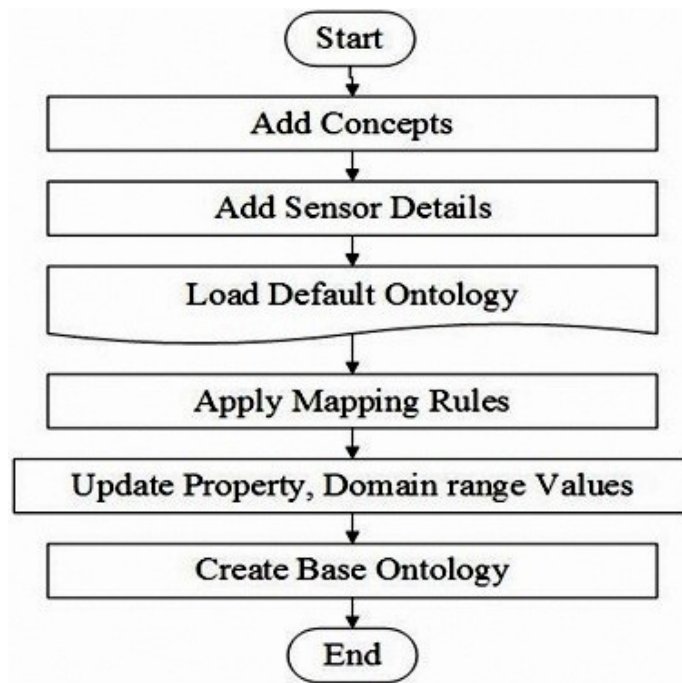 Start
Add Concepts
Add Sensor Details
Load Default Ontology
Apply Mapping Rules
Update Property, Domain range Values
Create Base Ontology
End